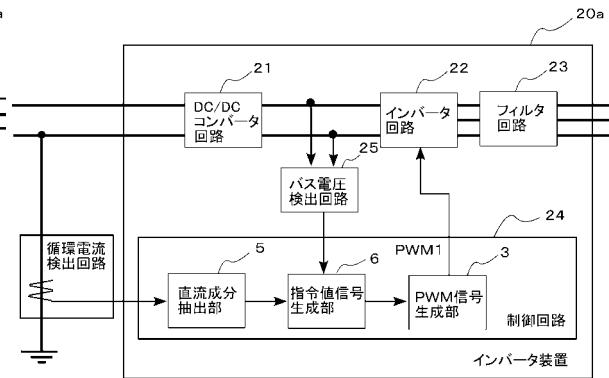 a
20a
21
22
23
DC/DC
コンバータ
回路
インバータ
回路
フィルタ
回路
25
バス電圧
検出回路
24
循環電流
検出回路
PWM1
5
6
3
直流成分
抽出部
指令値信号
生成部
PWM信号
生成部
制御回路
インバータ装置